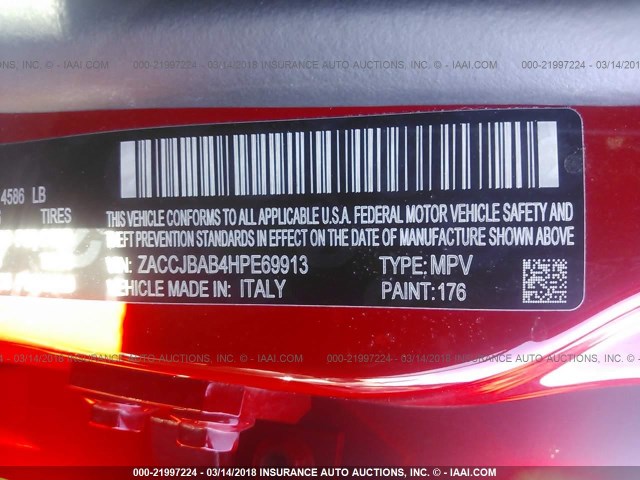 000-21997224 - 03/14/2018 INSURANCE AUTO AUCTIONS, INC. - IAAI.COM
4586 LB
TIRES
THIS VEHICLE CONFORMS TO ALL APPLICABLE U.S.A. FEDERAL MOTOR VEHICLE SAFETY AND
THEFT PREVENTION STANDARDS IN EFFECT ON THE DATE OF MANUFACTURE SHOWN ABOVE
VIN: ZACCJBAB4HPE69913 TYPE: MPV
VEHICLE MADE IN: ITALY PAINT: 176
000-21997224 - 03/14/2018 INSURANCE AUTO AUCTIONS, INC. - IAAI.COM
000-21997224 - 03/14/2018 INSURANCE AUTO AUCTIONS, INC. - IAAI.COM